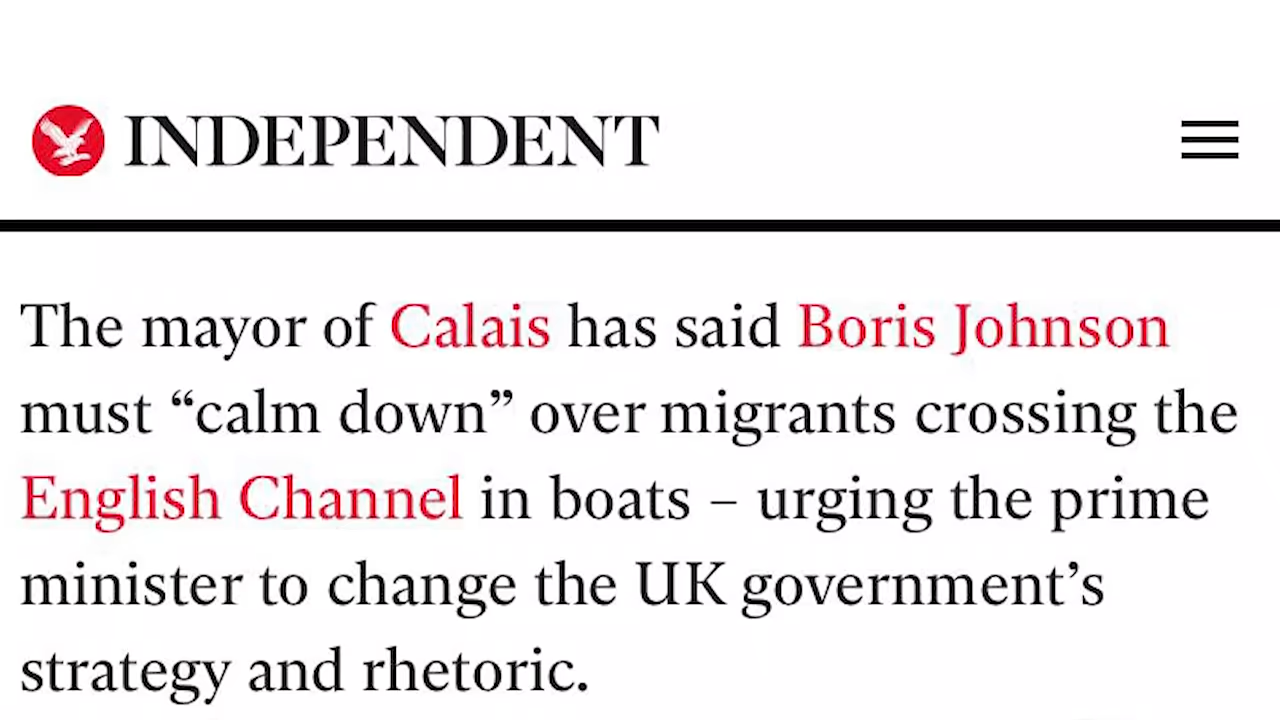 INDEPENDENT
The mayor of Calais has said Boris Johnson
must “calm down” over migrants crossing the
English Channel in boats – urging the prime
minister to change the UK government’s
strategy and rhetoric.